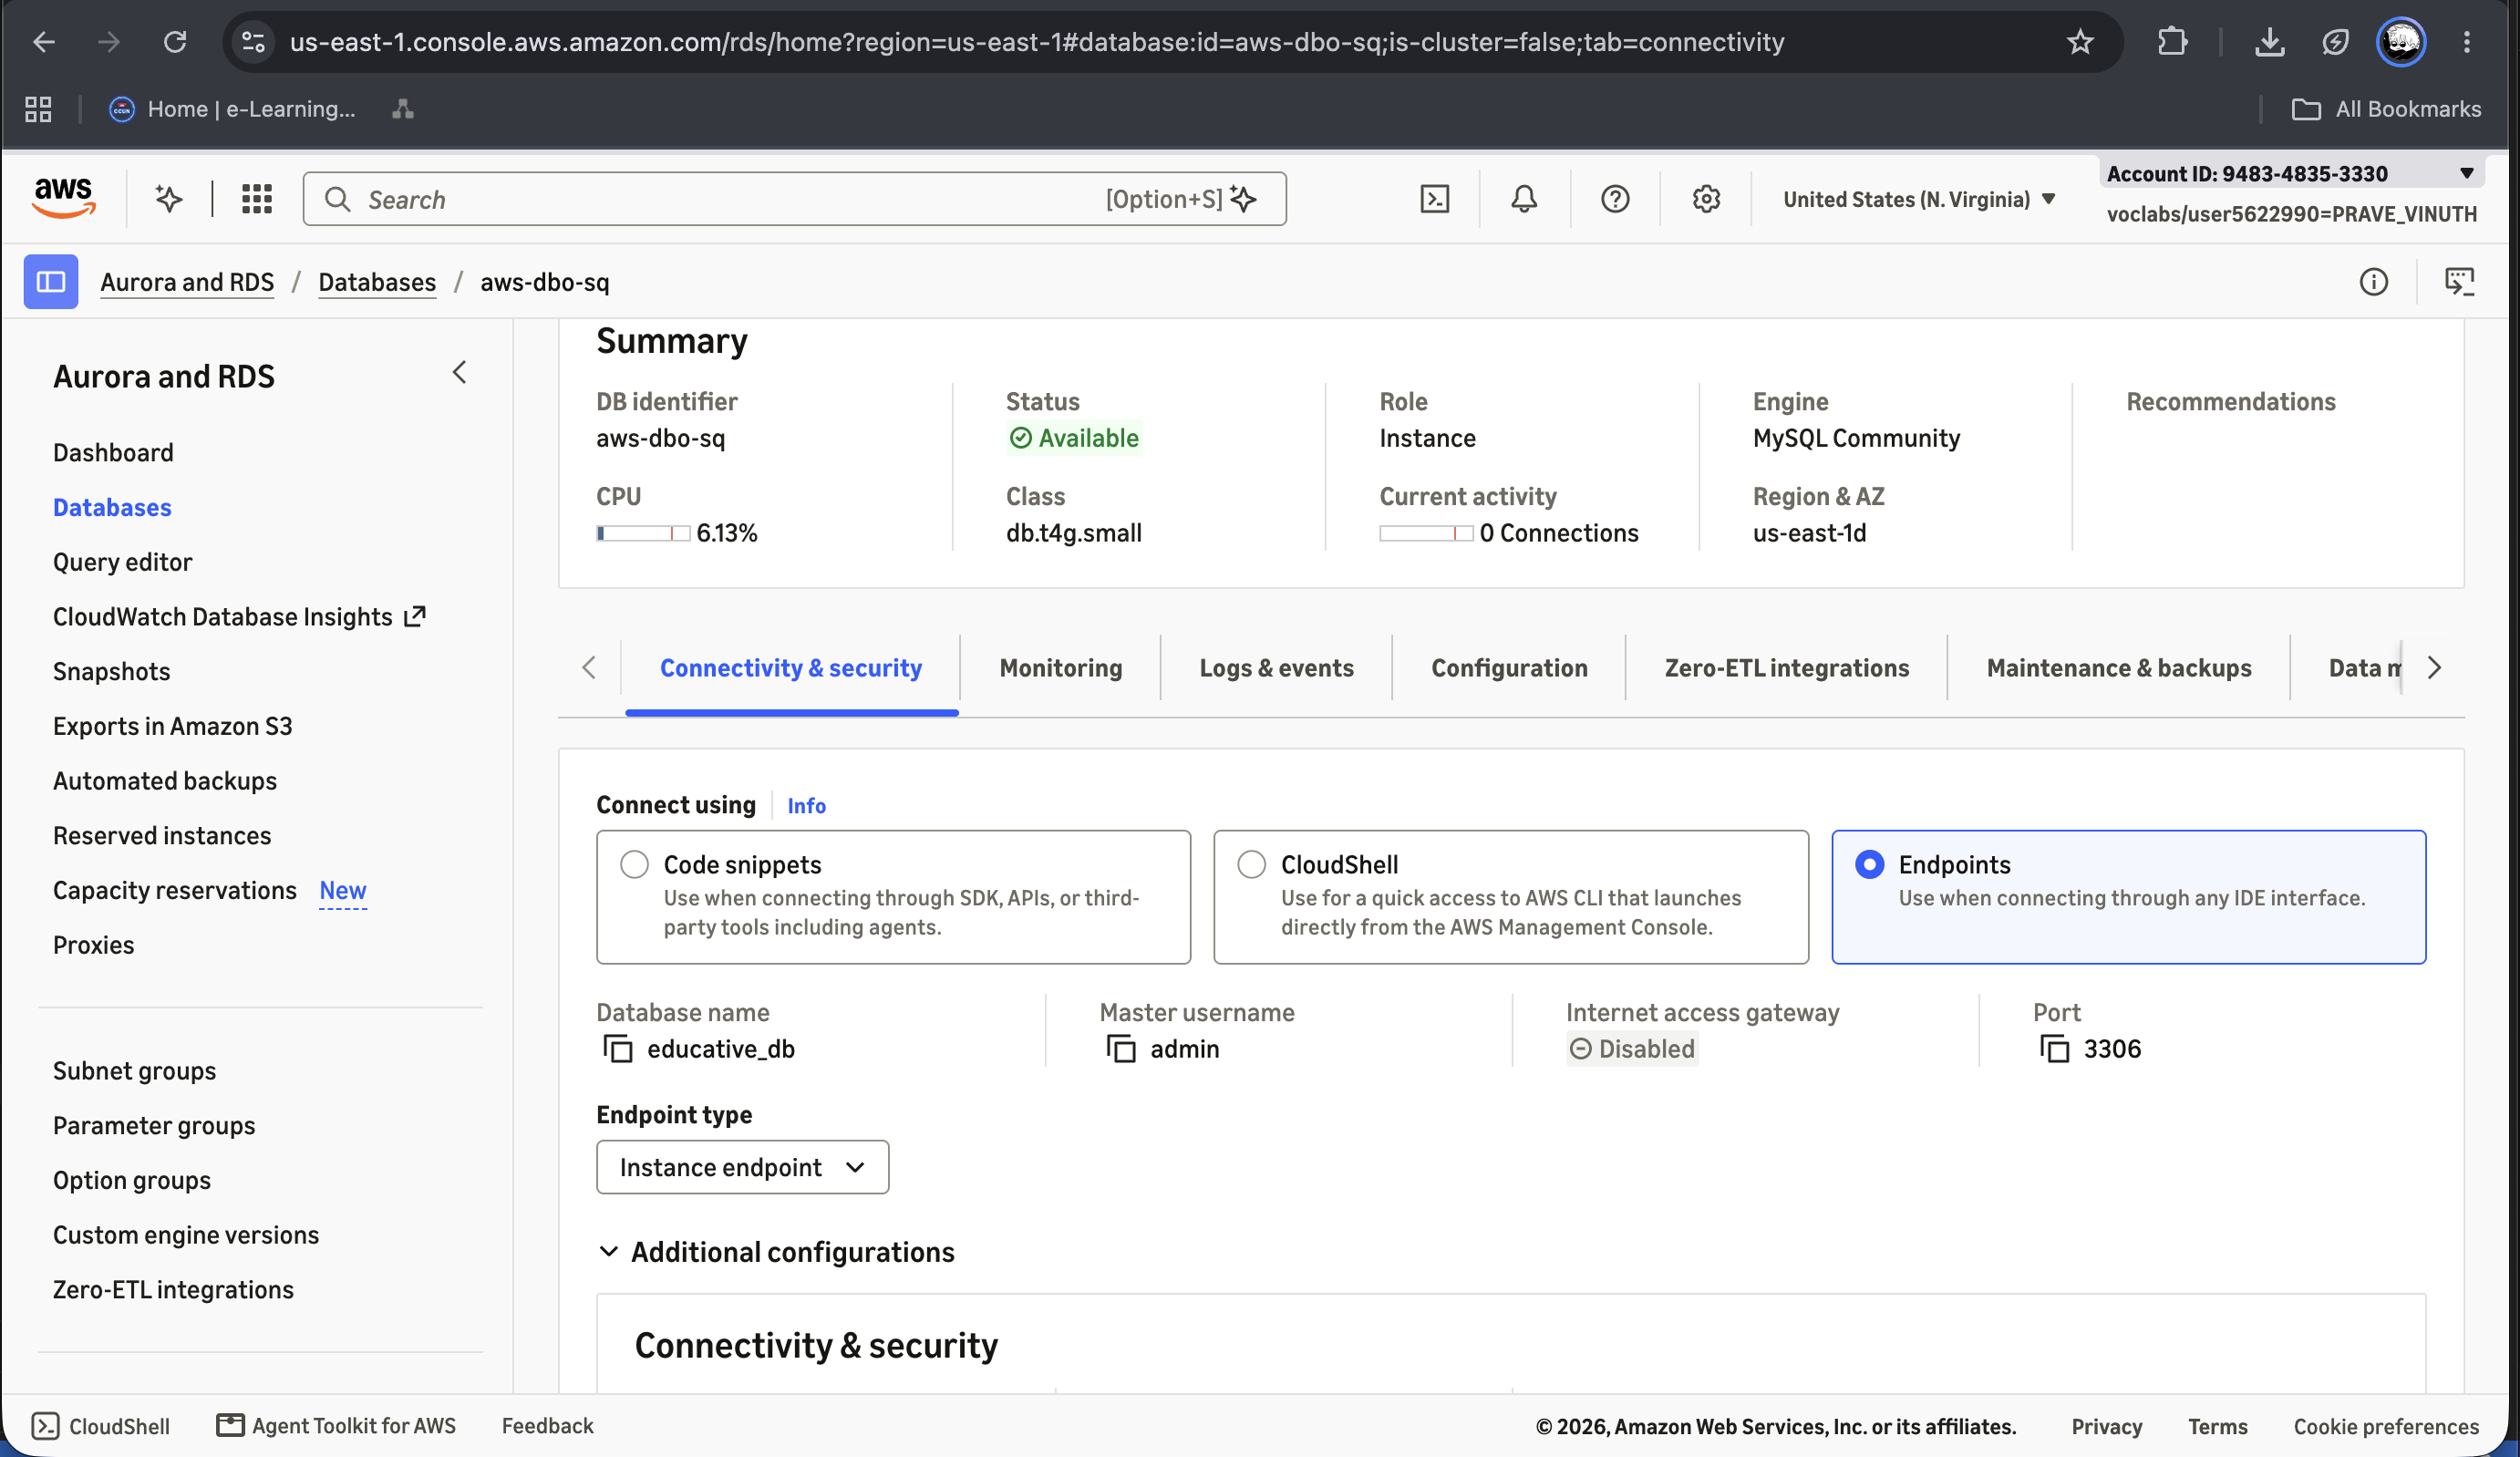 us-east-1.console.aws.amazon.com/rds/home?region=us-east-1#database:id=aws-dbo-sq;is-cluster=false;tab=connectivity
Home | e-Learning...
All Bookmarks
aws
Search
[Option+S]
United States (N. Virginia)
Account ID: 9483-4835-3330
voclabs/user5622990=PRAVE_VINUTH
Aurora and RDS / Databases / aws-dbo-sq
Aurora and RDS
Dashboard
Databases
Query editor
CloudWatch Database Insights
Snapshots
Exports in Amazon S3
Automated backups
Reserved instances
Capacity reservations New
Proxies
Subnet groups
Parameter groups
Option groups
Custom engine versions
Zero-ETL integrations
Summary
DB identifier
aws-dbo-sq
Status
Available
Role
Instance
Engine
MySQL Community
Recommendations
CPU
6.13%
Class
db.t4g.small
Current activity
0 Connections
Region & AZ
us-east-1d
Connectivity & security
Monitoring
Logs & events
Configuration
Zero-ETL integrations
Maintenance & backups
Data
Connect using
Info
Code snippets
Use when connecting through SDK, APIs, or third-
party tools including agents.
CloudShell
Use for a quick access to AWS CLI that launches
directly from the AWS Management Console.
Endpoints
Use when connecting through any IDE interface.
Database name
educative_db
Master username
admin
Internet access gateway
Disabled
Port
3306
Endpoint type
Instance endpoint
Additional configurations
Connectivity & security
CloudShell
Agent Toolkit for AWS
Feedback
© 2026, Amazon Web Services, Inc. or its affiliates.
Privacy
Terms
Cookie preferences